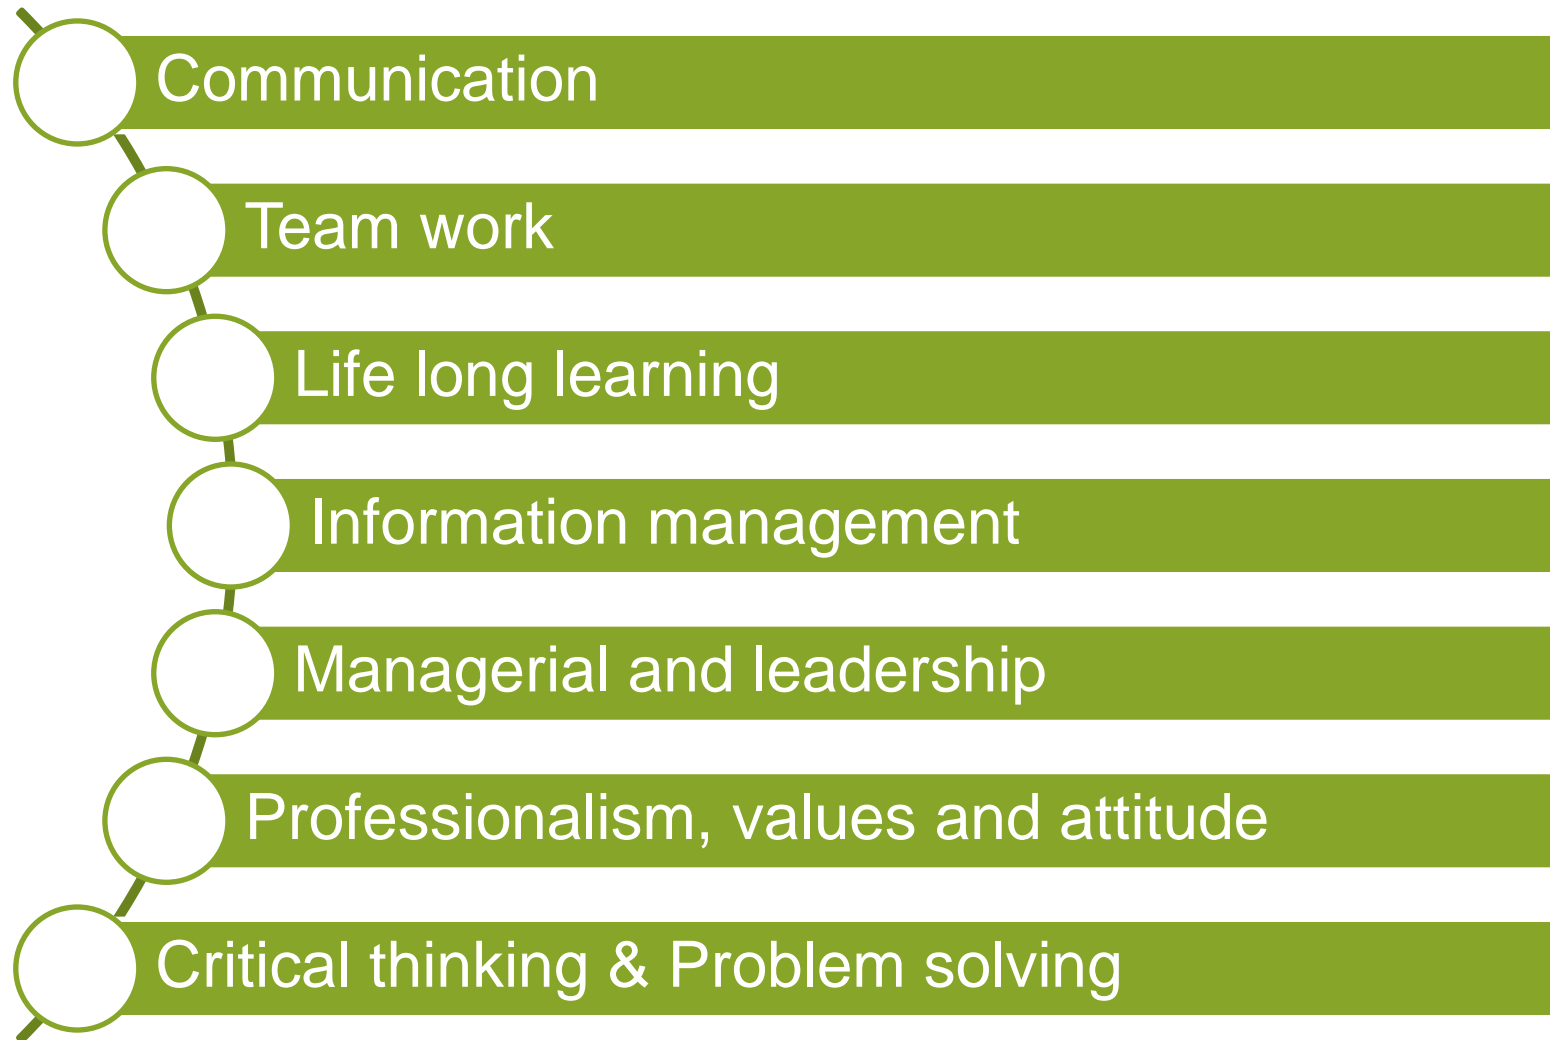 Communication
Team work
Life long learning
Information management
Managerial and leadership
Professionalism, values and attitude
Critical thinking & Problem solving